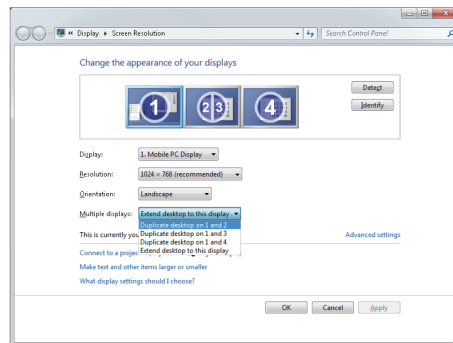 « Display ▸ Screen Resolution
Search Control Panel
Change the appearance of your displays
1
2|3
4
Detect
Identify
Display: 1. Mobile PC Display
Resolution: 1024 × 768 (recommended)
Orientation: Landscape
Multiple displays: Extend desktop to this display
Duplicate desktop on 1 and 2
Duplicate desktop on 1 and 3
Duplicate desktop on 1 and 4
Extend desktop to this display
This is currently
Advanced settings
Connect to a
Make text and other items larger or smaller
What display settings should I choose?
OK Cancel Apply